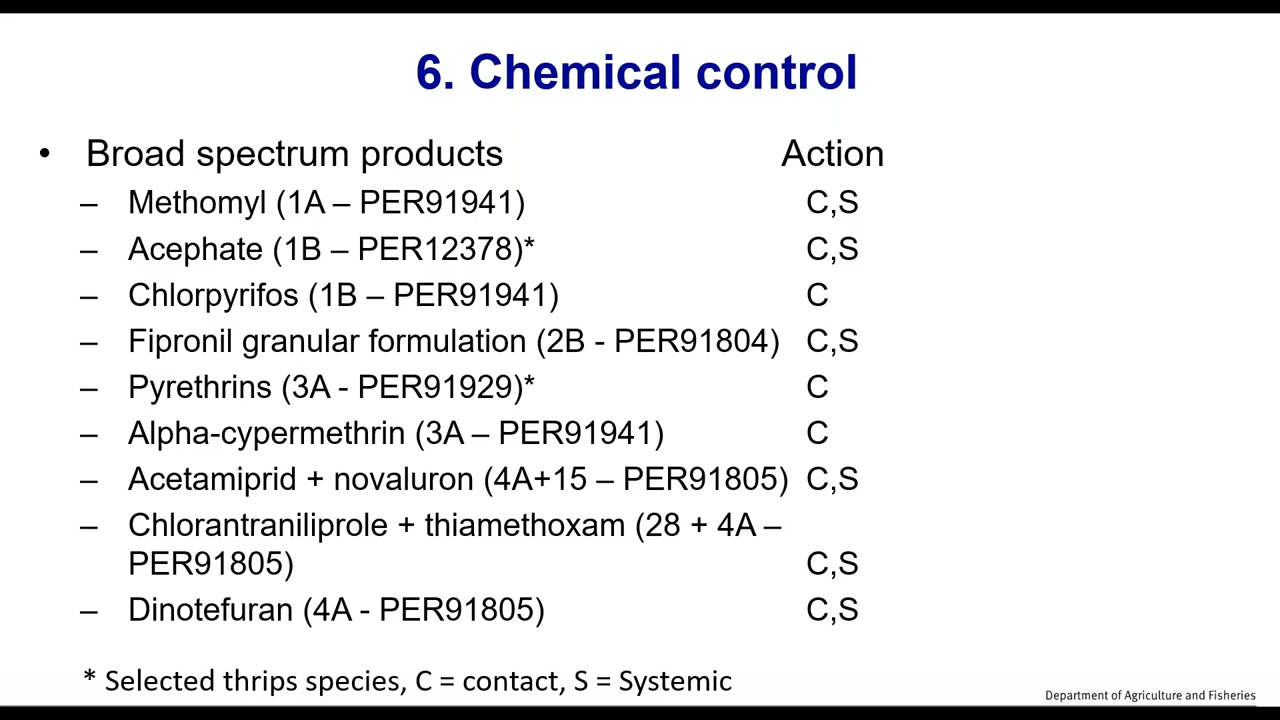 6. Chemical control
• Broad spectrum products Action
– Methomyl (1A – PER91941) C,S
– Acephate (1B – PER12378)* C,S
– Chlorpyrifos (1B – PER91941) C
– Fipronil granular formulation (2B - PER91804) C,S
– Pyrethrins (3A - PER91929)* C
– Alpha-cypermethrin (3A – PER91941) C
– Acetamiprid + novaluron (4A+15 – PER91805) C,S
– Chlorantraniliprole + thiamethoxam (28 + 4A –
PER91805) C,S
– Dinotefuran (4A - PER91805) C,S
* Selected thrips species, C = contact, S = Systemic
Department of Agriculture and Fisheries